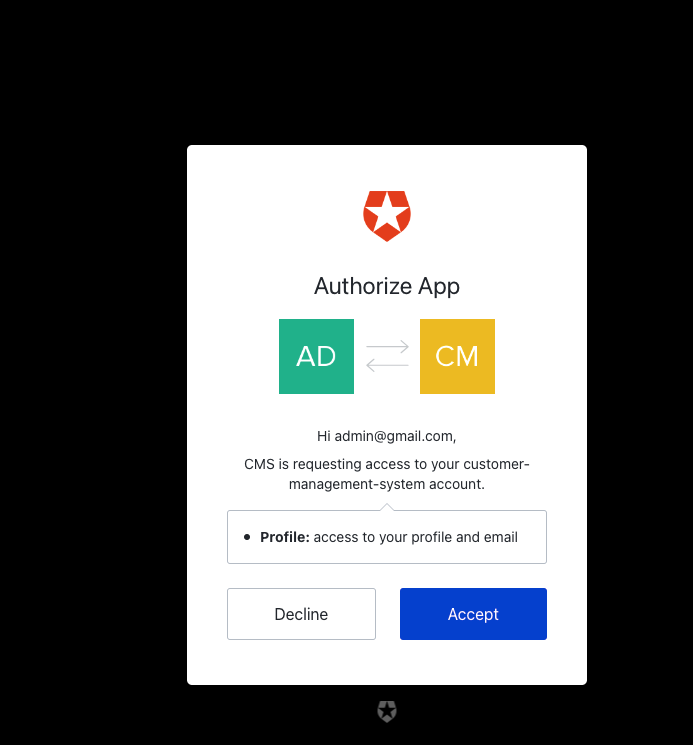 Authorize App
AD
CM
Hi admin@gmail.com,
CMS is requesting access to your customer-
management-system account.
Profile: access to your profile and email
Decline
Accept